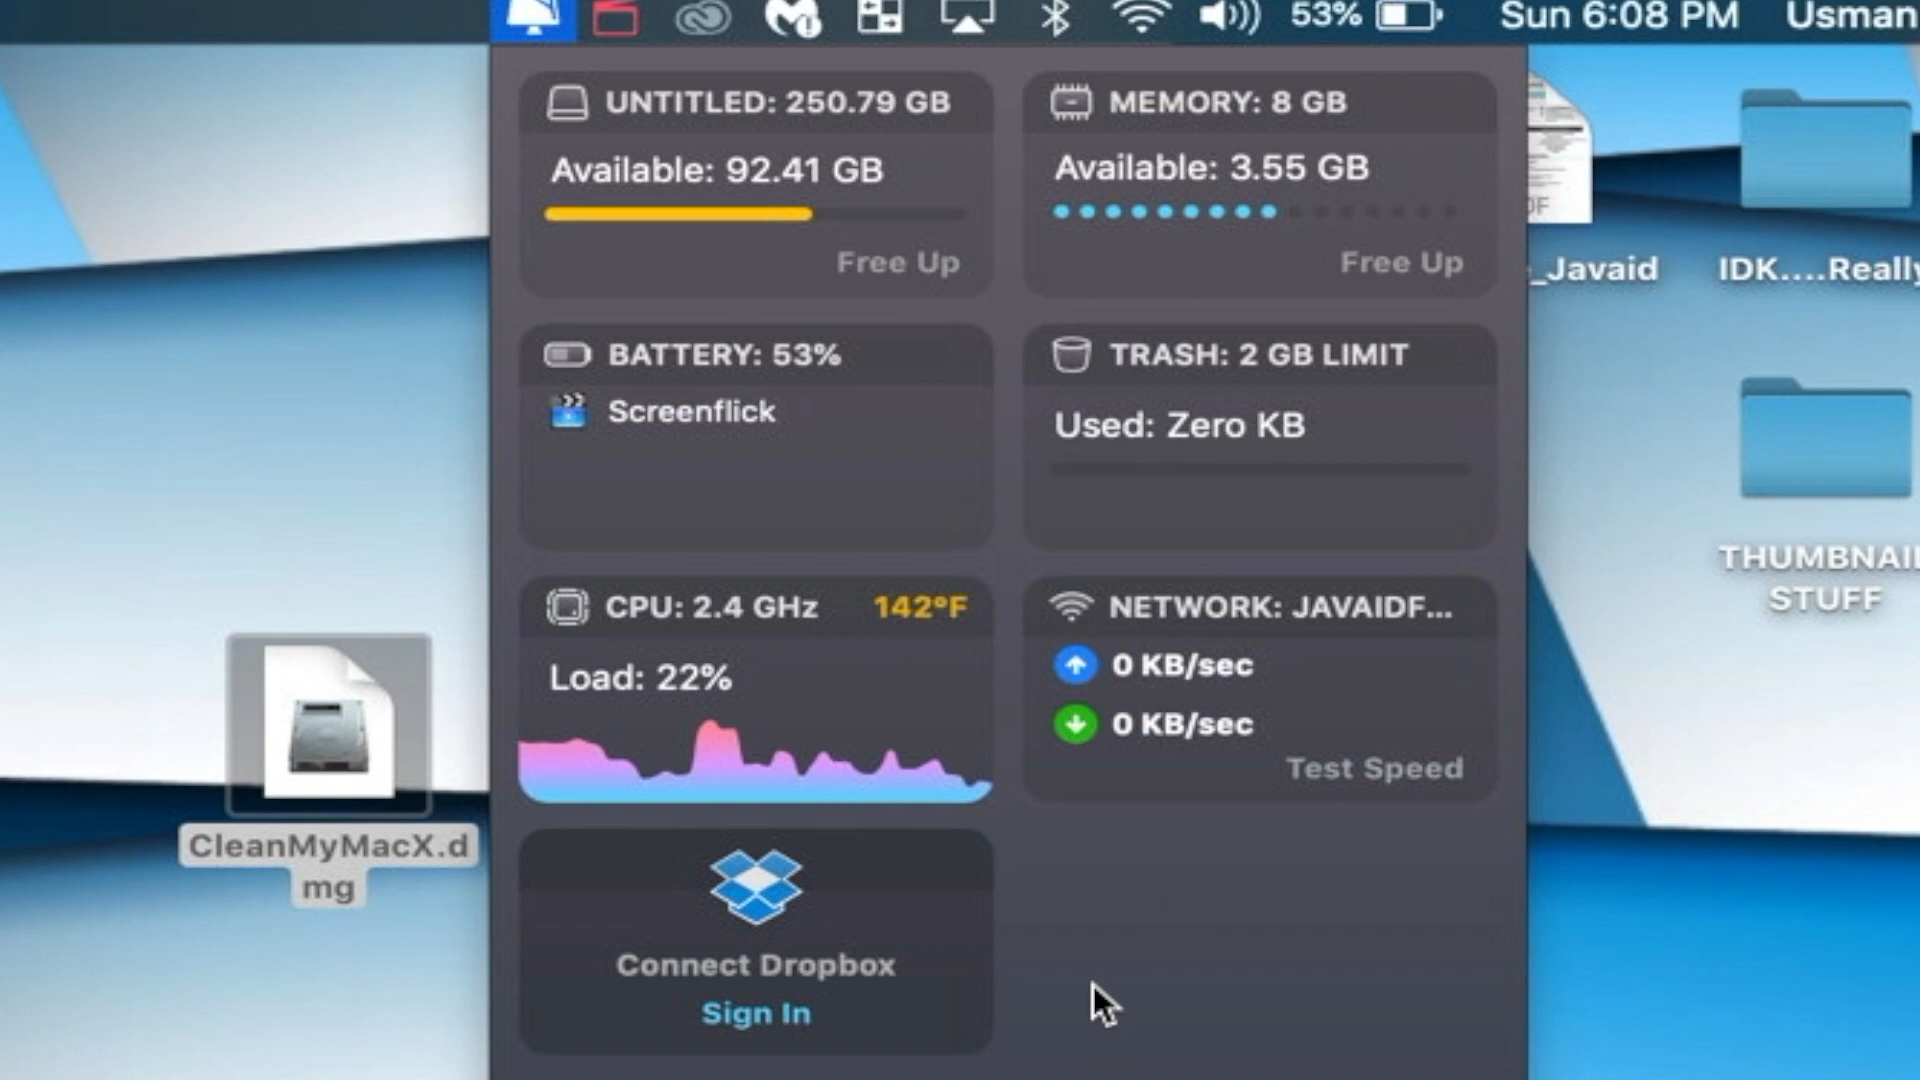 53% Sun 6:08 PM Usman
UNTITLED: 250.79 GB
Available: 92.41 GB
Free Up
MEMORY: 8 GB
Available: 3.55 GB
Free Up
BATTERY: 53%
Screenflick
TRASH: 2 GB LIMIT
Used: Zero KB
CPU: 2.4 GHz 142°F
Load: 22%
NETWORK: JAVAIDF...
0 KB/sec
0 KB/sec
Test Speed
Connect Dropbox
Sign In
CleanMyMacX.d
mg
_Javaid
IDK....Really
THUMBNAIL
STUFF